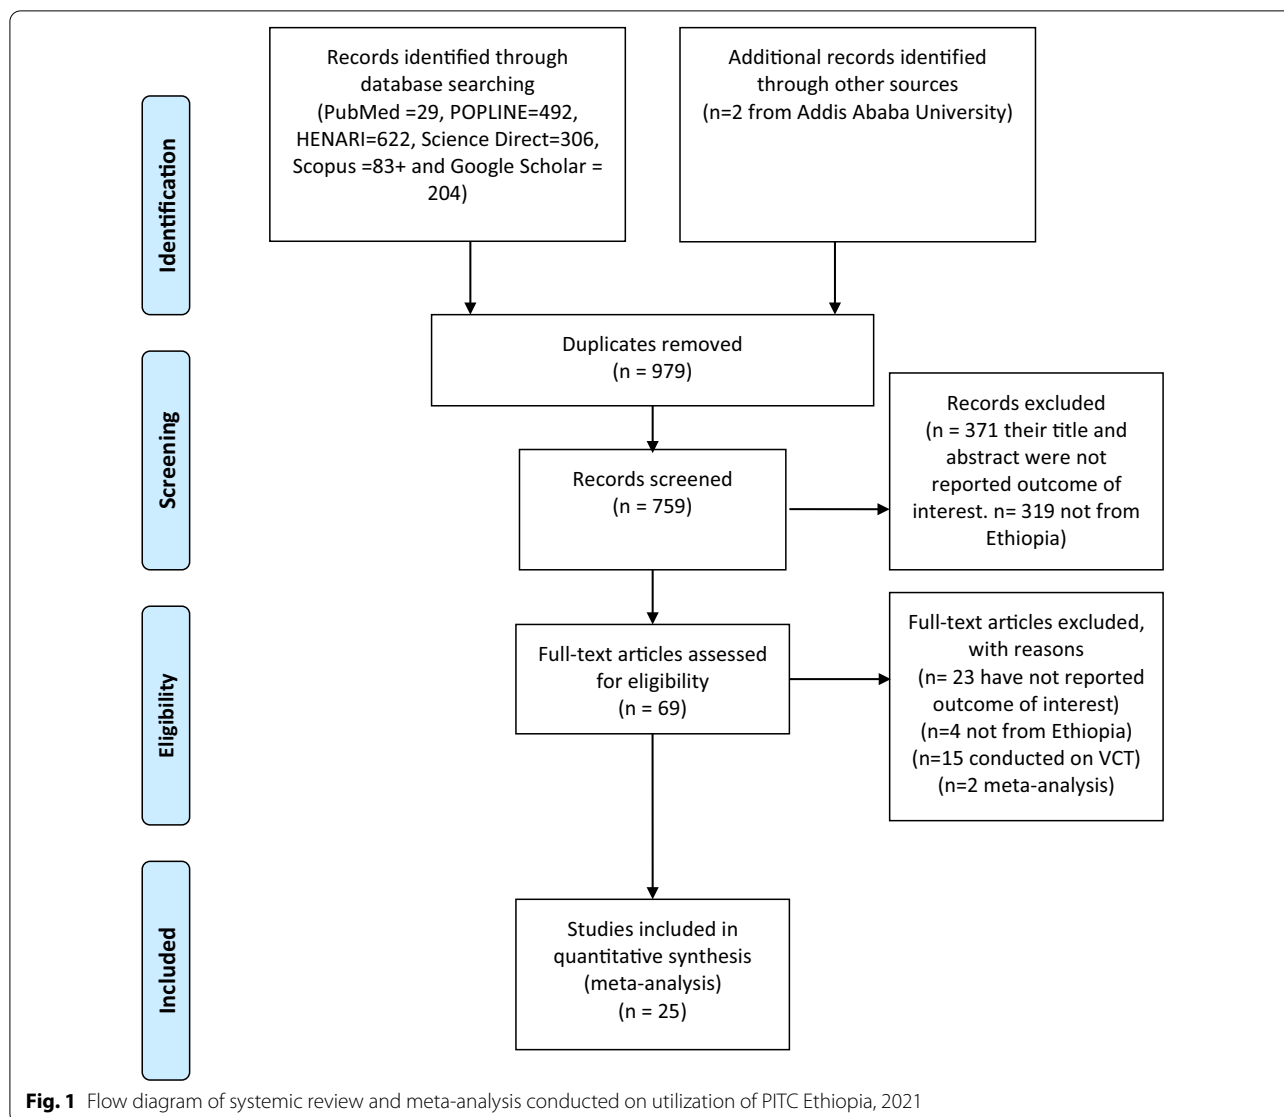 Records identified through
database searching
(PubMed =29, POPLINE=492,
HENARI=622, Science Direct=306,
Scopus =83+ and Google Scholar =
204)
Additional records identified
through other sources
(n=2 from Addis Ababa University)
Identification
Duplicates removed
(n = 979)
Screening
Records screened
(n = 759)
Records excluded
(n = 371 their title and
abstract were not
reported outcome of
interest. n= 319 not from
Ethiopia)
Eligibility
Full-text articles assessed
for eligibility
(n = 69)
Full-text articles excluded,
with reasons
(n= 23 have not reported
outcome of interest)
(n=4 not from Ethiopia)
(n=15 conducted on VCT)
(n=2 meta-analysis)
Included
Studies included in
quantitative synthesis
(meta-analysis)
(n = 25)
Fig. 1 Flow diagram of systemic review and meta-analysis conducted on utilization of PITC Ethiopia, 2021